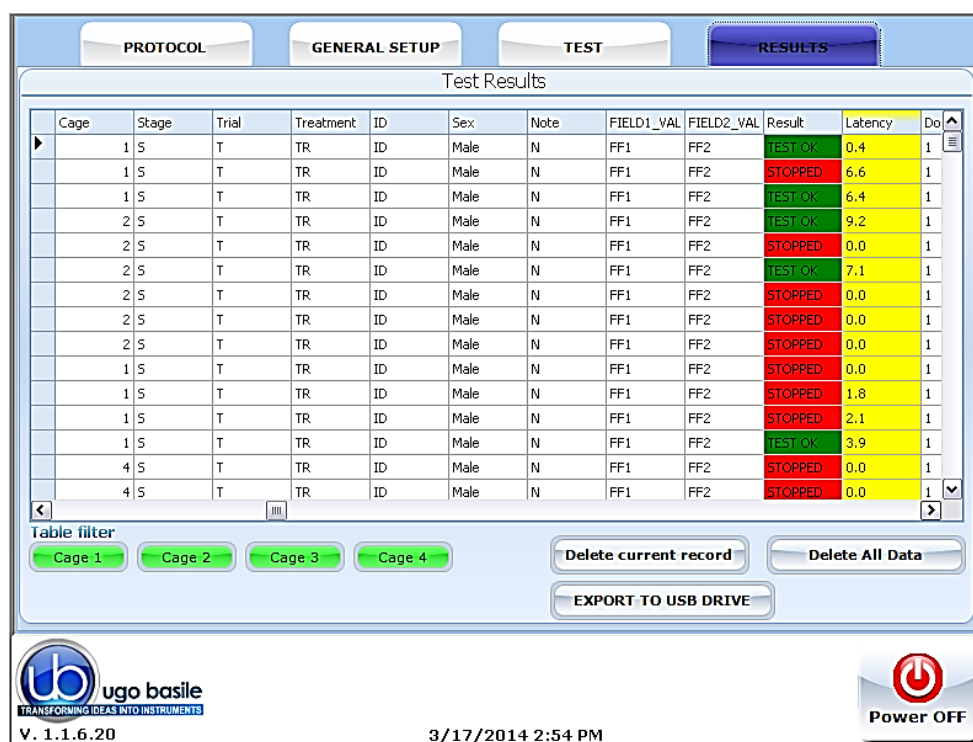 PROTOCOL GENERAL SETUP TEST RESULTS
Test Results
Cage Stage Trial Treatment ID Sex Note FIELD1_VAL FIELD2_VAL Result Latency Do
1 S T TR ID Male N FF1 FF2 TEST OK 0.4 1
1 S T TR ID Male N FF1 FF2 STOPPED 6.6 1
1 S T TR ID Male N FF1 FF2 TEST OK 6.4 1
2 S T TR ID Male N FF1 FF2 TEST OK 9.2 1
2 S T TR ID Male N FF1 FF2 STOPPED 0.0 1
2 S T TR ID Male N FF1 FF2 TEST OK 7.1 1
2 S T TR ID Male N FF1 FF2 STOPPED 0.0 1
2 S T TR ID Male N FF1 FF2 STOPPED 0.0 1
2 S T TR ID Male N FF1 FF2 STOPPED 0.0 1
1 S T TR ID Male N FF1 FF2 STOPPED 0.0 1
1 S T TR ID Male N FF1 FF2 STOPPED 1.8 1
1 S T TR ID Male N FF1 FF2 STOPPED 2.1 1
1 S T TR ID Male N FF1 FF2 TEST OK 3.9 1
4 S T TR ID Male N FF1 FF2 STOPPED 0.0 1
4 S T TR ID Male N FF1 FF2 STOPPED 0.0 1
Table filter
Cage 1 Cage 2 Cage 3 Cage 4 Delete current record Delete All Data
EXPORT TO USB DRIVE
ub ugo basile
TRANSFORMING IDEAS INTO INSTRUMENTS
Power OFF
V. 1.1.6.20 3/17/2014 2:54 PM